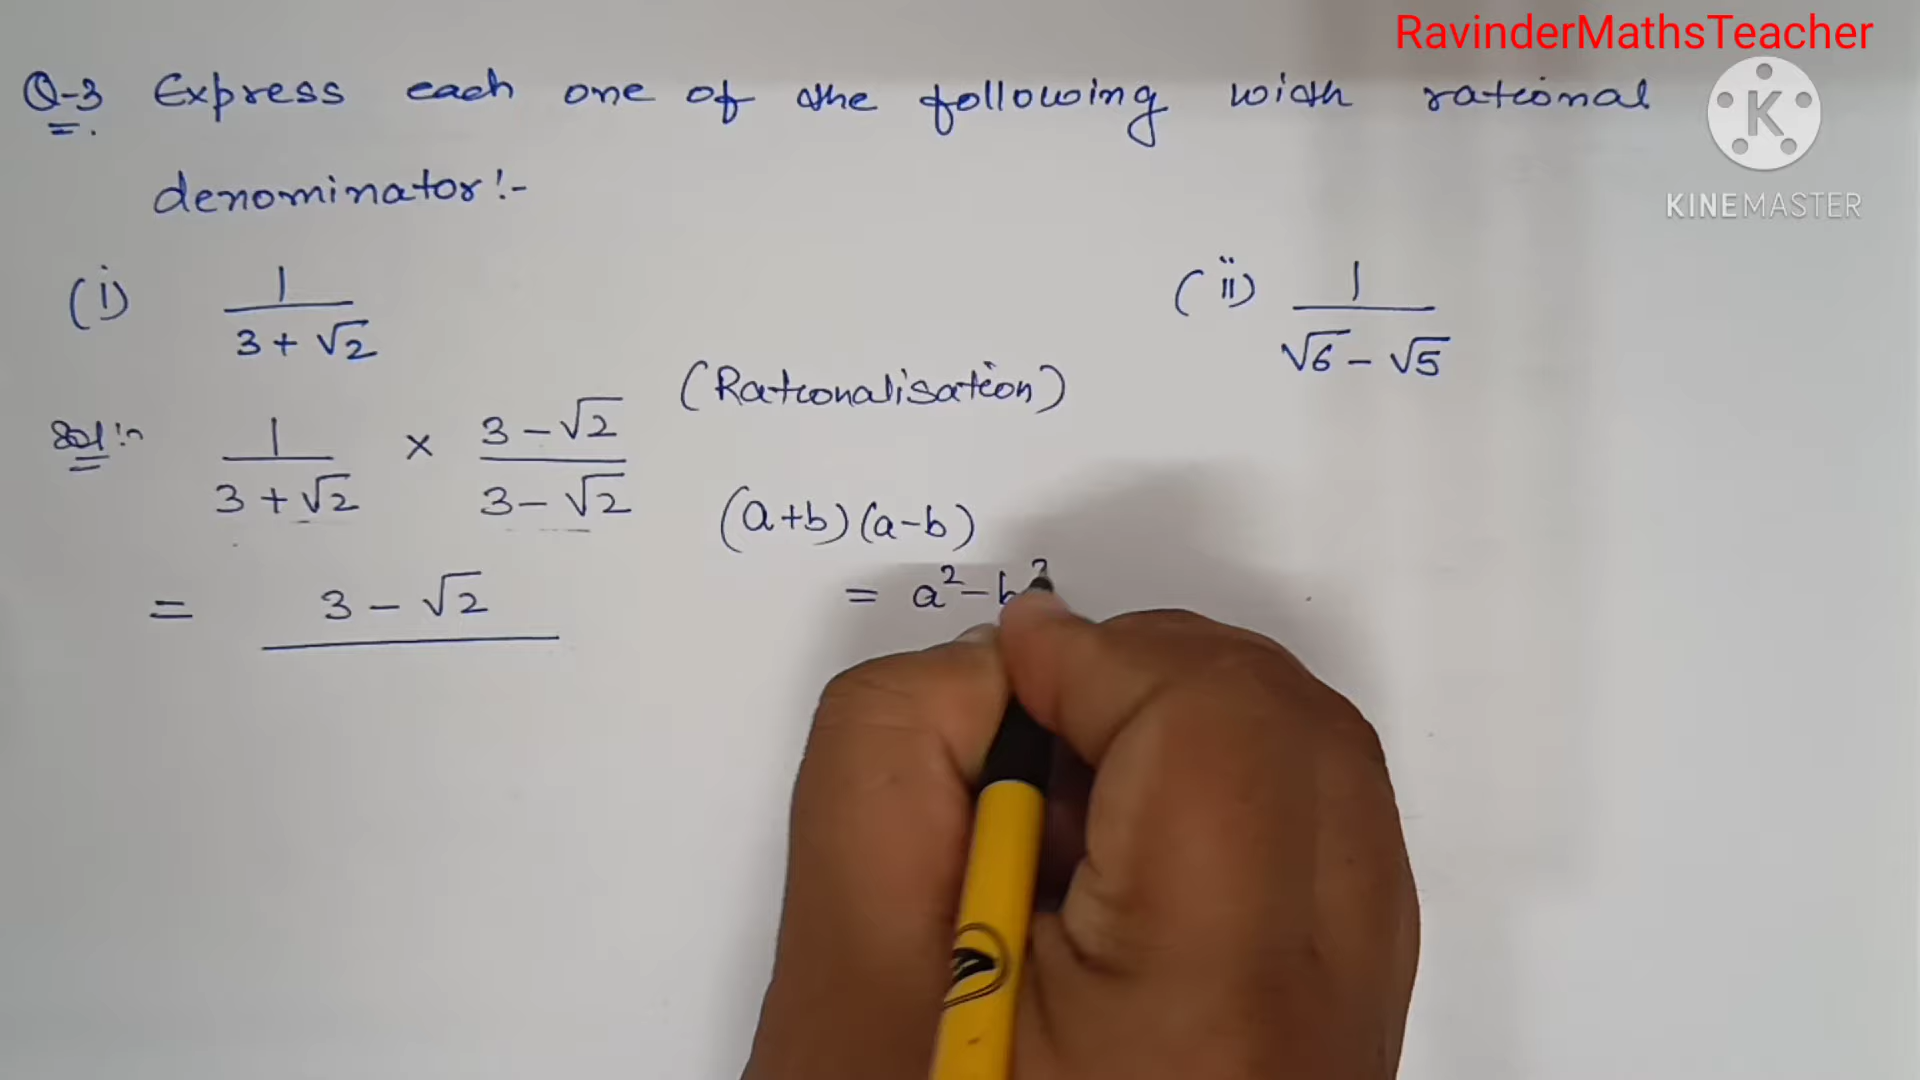 RavinderMathsTeacher
Q-3 Express each one of the following with rational
K
KINEMASTER
denominator:-
(i) 1 / (3 + √2)
(ii) 1 / (√6 - √5)
(Rationalisation)
Sol:n 1 / (3 + √2) × (3 - √2) / (3 - √2)
(a+b)(a-b)
= 3 - √2
= a² - b²